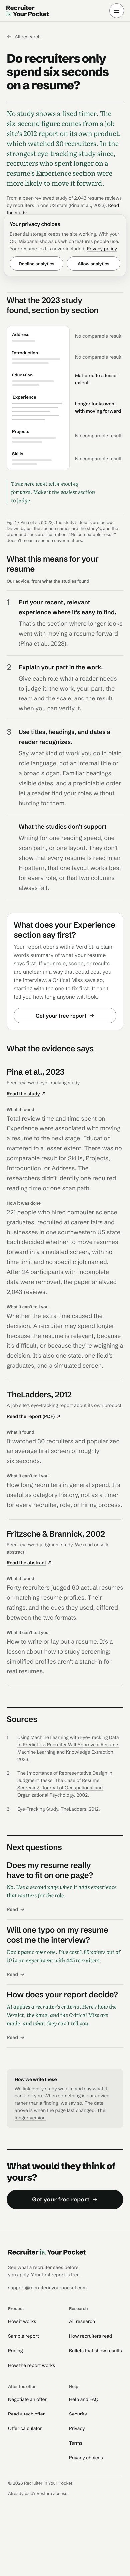 Recruiter
in Your Pocket
← All research
Do recruiters only
spend six seconds
on a resume?
No study shows a fixed timer. The
six-second figure comes from a job
site's 2012 report on its own product,
which watched 30 recruiters. In the
strongest eye-tracking study since,
recruiters who lingered on the
Experience section were more
likely to move it forward.
From a peer-reviewed study of 2,043 resume reviews
by recruiters in one US state (Pina et al., 2023). Read
the study
Your privacy choices
Essential storage keeps the site working. With your
OK, Mixpanel shows us which features people use.
Your resume text is never included. Privacy policy
Decline analytics
Allow analytics
What the 2023 study
found, section by section
Address
No comparable result
Introduction
No comparable result
Education
Mattered to a lesser
extent
Experience
Longer looks went
with moving forward
Projects
No comparable result
Skills
No comparable result
Time here went with moving
forward. Make it the easiest section
to judge.
Fig. 1 / Pina et al. (2023); the study's details are below.
Drawn by us: the section names are the study's, and the
order and lines are illustration. "No comparable result"
doesn't mean a section never matters.
What this means for your
resume
Our advice, from what the studies found
1
Put your recent, relevant
experience where it's easy to find.
That's the section where longer looks
went with moving a resume forward
(Pina et al., 2023).
2
Explain your part in the work.
Give each role what a reader needs
to judge it: the work, your part, the
team and the scale, and the result
when you can verify it.
3
Use titles, headings, and dates a
reader recognizes.
Say what kind of work you do in plain
role language, not an internal title or
a broad slogan. Familiar headings,
visible dates, and a predictable order
let a reader find your roles without
hunting for them.
What the studies don't support
Writing for one reading speed, one
scan path, or one device. They don't
show that every resume is read in an
F-pattern, that one layout works best
for every role, or that two columns
always fail.
What does your Experience
section say first?
Your report opens with a Verdict: a plain-
words summary of what your resume
says first. If your role, scope, or results
are unclear in a way that could cost you
the interview, a Critical Miss says so,
starting with the one to fix first. It can't
tell you how long anyone will look.
Get your free report →
What the evidence says
Pina et al., 2023
Peer-reviewed eye-tracking study
Read the study ↗
What it found
Total review time and time spent on
Experience were associated with moving
a resume to the next stage. Education
mattered to a lesser extent. There was no
comparable result for Skills, Projects,
Introduction, or Address. The
researchers didn't identify one required
reading order or one scan path.
How it was done
221 people who hired computer science
graduates, recruited at career fairs and
businesses in one southwestern US state.
Each decided whether to move resumes
forward in a simulated step, with no time
limit and no specific job named.
After 24 participants with incomplete
data were removed, the paper analyzed
2,043 reviews.
What it can't tell you
Whether the extra time caused the
decision. A recruiter may spend longer
because the resume is relevant, because
it's difficult, or because they're weighing a
decision. It's also one state, one field's
graduates, and a simulated screen.
TheLadders, 2012
A job site's eye-tracking report about its own product
Read the report (PDF) ↗
What it found
It watched 30 recruiters and popularized
an average first screen of roughly
six seconds.
What it can't tell you
How long recruiters in general spend. It's
useful as category history, not as a timer
for every recruiter, role, or hiring process.
Fritzsche & Brannick, 2002
Peer-reviewed judgment study. We read only its
abstract.
Read the abstract ↗
What it found
Forty recruiters judged 60 actual resumes
or matching resume profiles. Their
ratings, and the cues they used, differed
between the two formats.
What it can't tell you
How to write or lay out a resume. It's a
lesson about how to study screening:
simplified profiles aren't a stand-in for
real resumes.
Sources
1
Using Machine Learning with Eye-Tracking Data
to Predict if a Recruiter Will Approve a Resume.
Machine Learning and Knowledge Extraction,
2023.
2
The Importance of Representative Design in
Judgment Tasks: The Case of Resume
Screening. Journal of Occupational and
Organizational Psychology, 2002.
3
Eye-Tracking Study. TheLadders, 2012.
Next questions
Does my resume really
have to fit on one page?
No. Use a second page when it adds experience
that matters for the role.
Read →
Will one typo on my resume
cost me the interview?
Don't panic over one. Five cost 1.85 points out of
10 in an experiment with 445 recruiters.
Read →
How does your report decide?
AI applies a recruiter's criteria. Here's how the
Verdict, the band, and the Critical Miss are
made, and what they can't tell you.
Read →
How we write these
We link every study we cite and say what it
can't tell you. When something is our advice
rather than a finding, we say so. The date
above is when the page last changed. The
longer version.
What would they think of
yours?
Get your free report →
Recruiter in Your Pocket
See what a recruiter sees before
you apply. Your first report is free.
support@recruiterinyourpocket.com
Product
How it works
Sample report
Pricing
How the report works
Research
All research
How recruiters read
Bullets that show results
After the offer
Negotiate an offer
Read a tech offer
Offer calculator
Help
Help and FAQ
Security
Privacy
Terms
Privacy choices
© 2026 Recruiter In Your Pocket
Already paid? Restore access